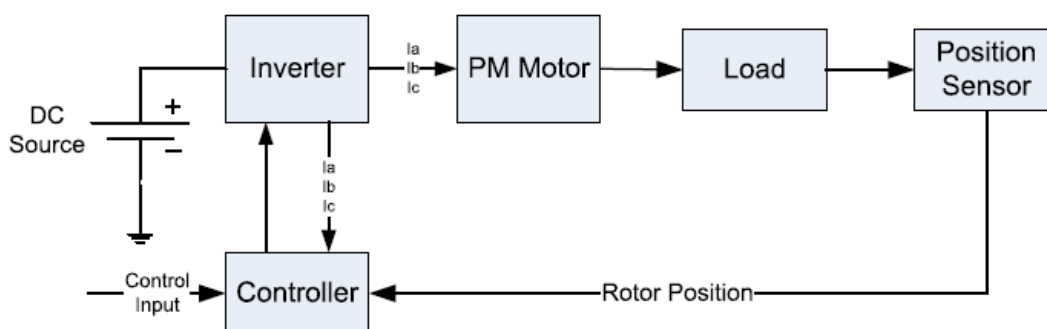 Inverter
Ia
Ib
Ic
PM Motor
Load
Position
Sensor
DC
Source
+
−
Ia
Ib
Ic
Control
Input
Controller
Rotor Position